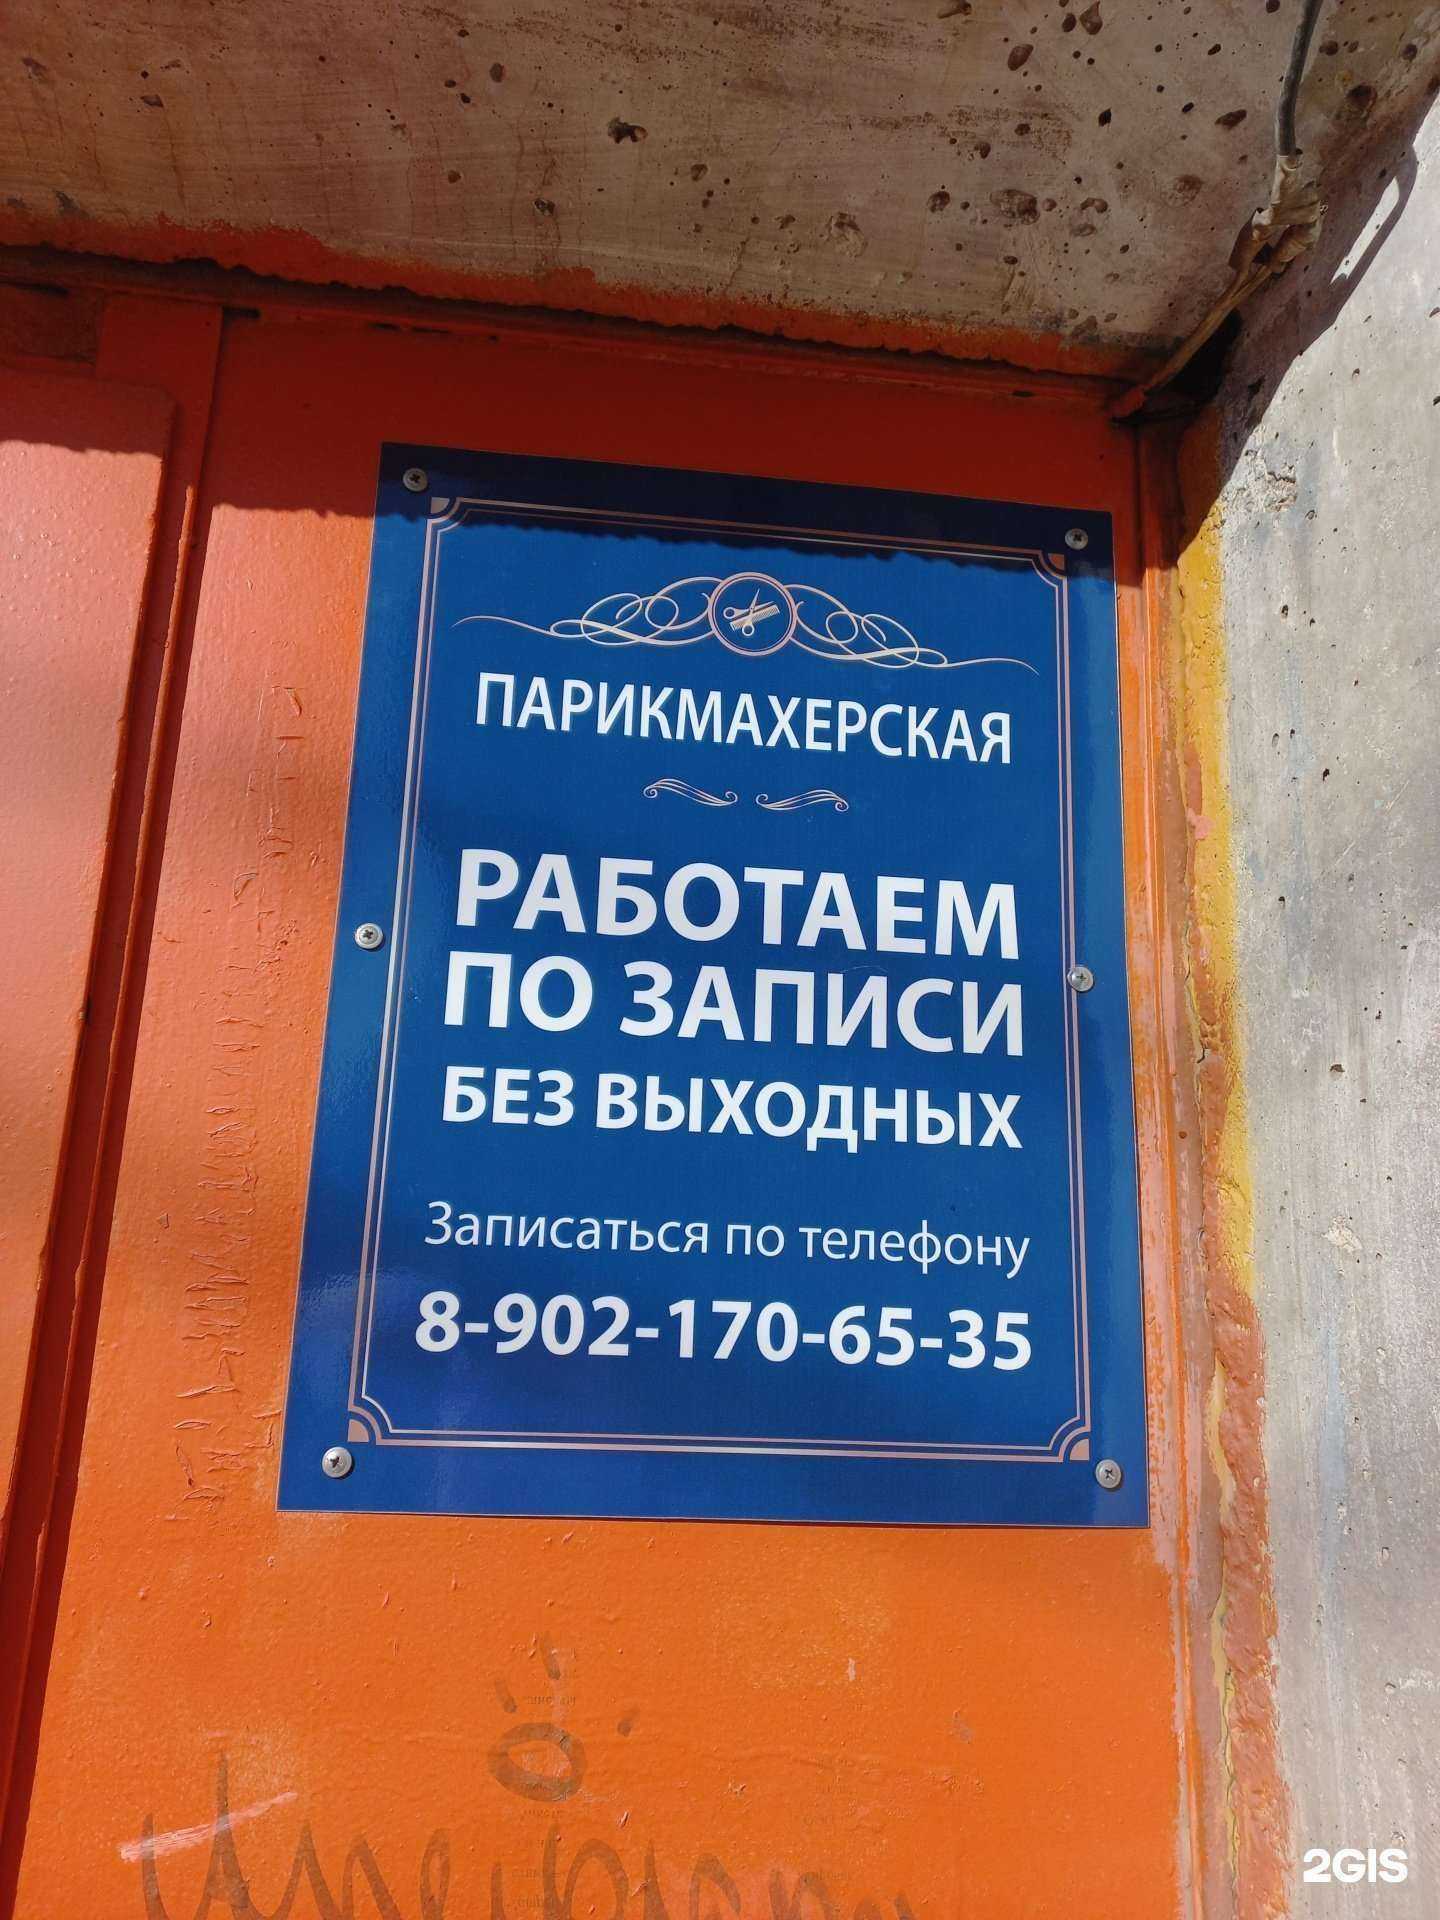 ПАРИКМАХЕРСКАЯ
РАБОТАЕМ
ПО ЗАПИСИ
БЕЗ ВЫХОДНЫХ
Записаться по телефону
8-902-170-65-35
2GIS